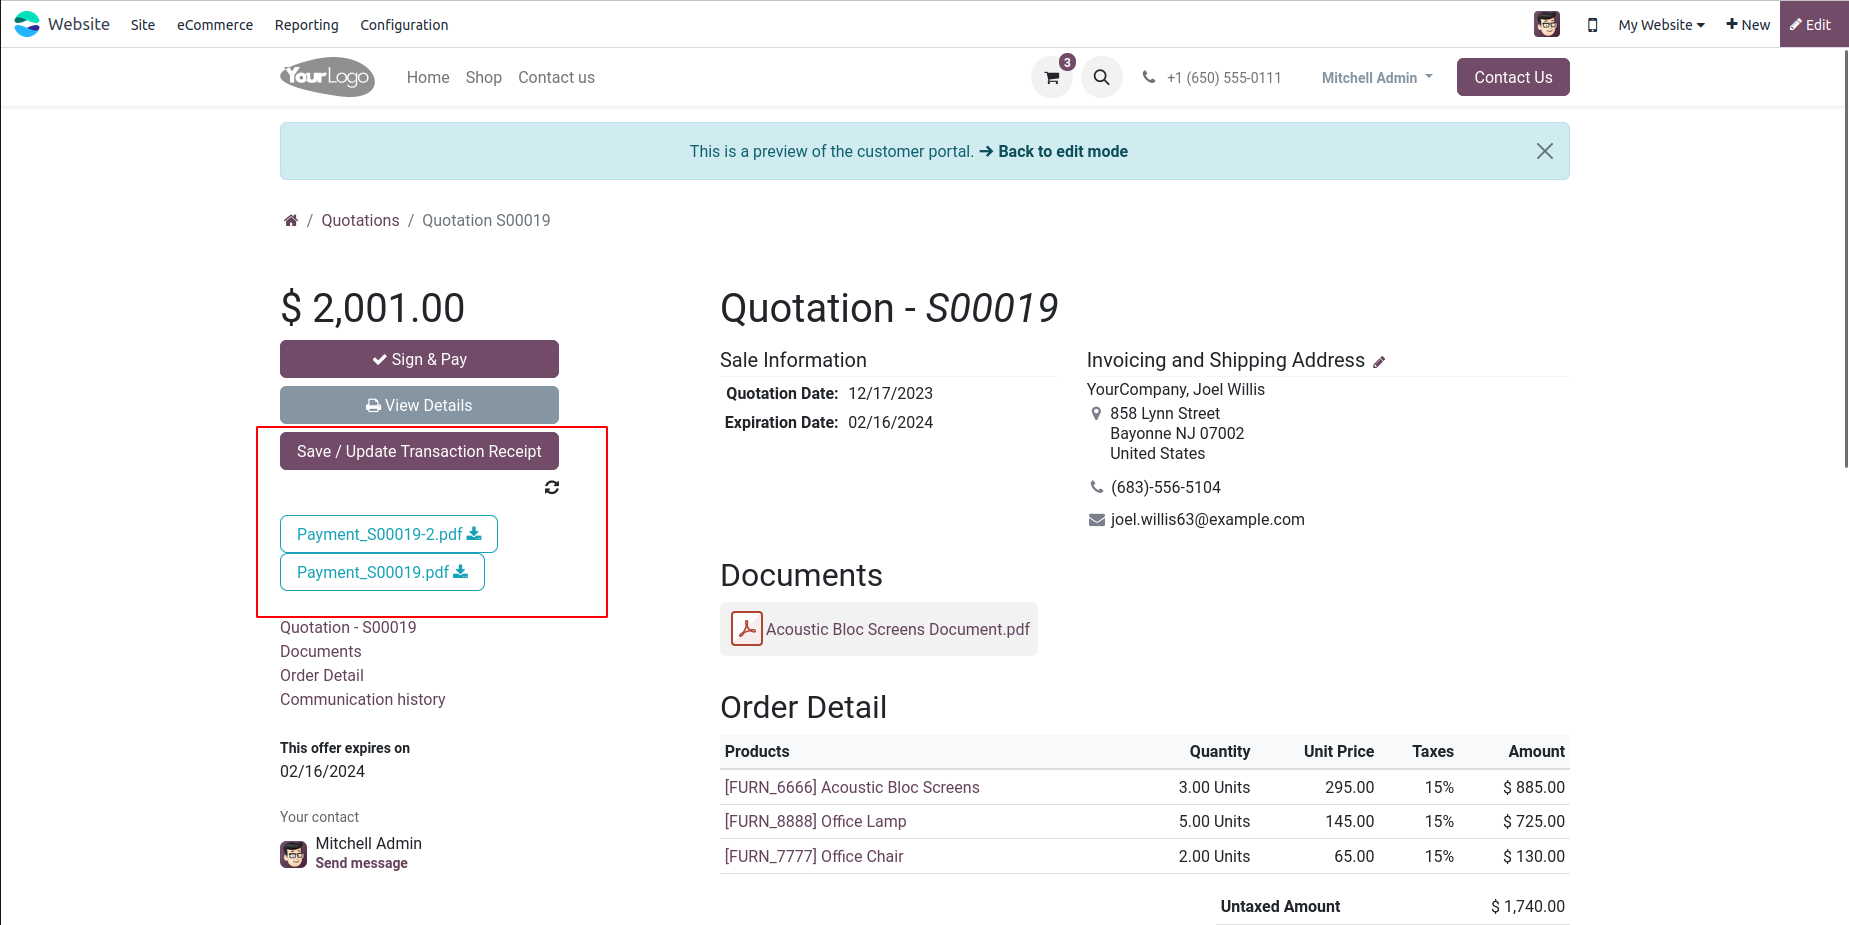 Website Site eCommerce Reporting Configuration My Website New Edit
YourLogo Home Shop Contact us 3 +1 (650) 555-0111 Mitchell Admin Contact Us
This is a preview of the customer portal. → Back to edit mode
/ Quotations / Quotation S00019
$ 2,001.00
Sign & Pay
View Details
Save / Update Transaction Receipt
Payment_S00019-2.pdf
Payment_S00019.pdf
Quotation - S00019
Documents
Order Detail
Communication history
This offer expires on
02/16/2024
Your contact
Mitchell Admin
Send message
Quotation - S00019
Sale Information
Quotation Date: 12/17/2023
Expiration Date: 02/16/2024
Invoicing and Shipping Address
YourCompany, Joel Willis
858 Lynn Street
Bayonne NJ 07002
United States
(683)-556-5104
joel.willis63@example.com
Documents
Acoustic Bloc Screens Document.pdf
Order Detail
Products Quantity Unit Price Taxes Amount
[FURN_6666] Acoustic Bloc Screens 3.00 Units 295.00 15% $ 885.00
[FURN_8888] Office Lamp 5.00 Units 145.00 15% $ 725.00
[FURN_7777] Office Chair 2.00 Units 65.00 15% $ 130.00
Untaxed Amount $ 1,740.00